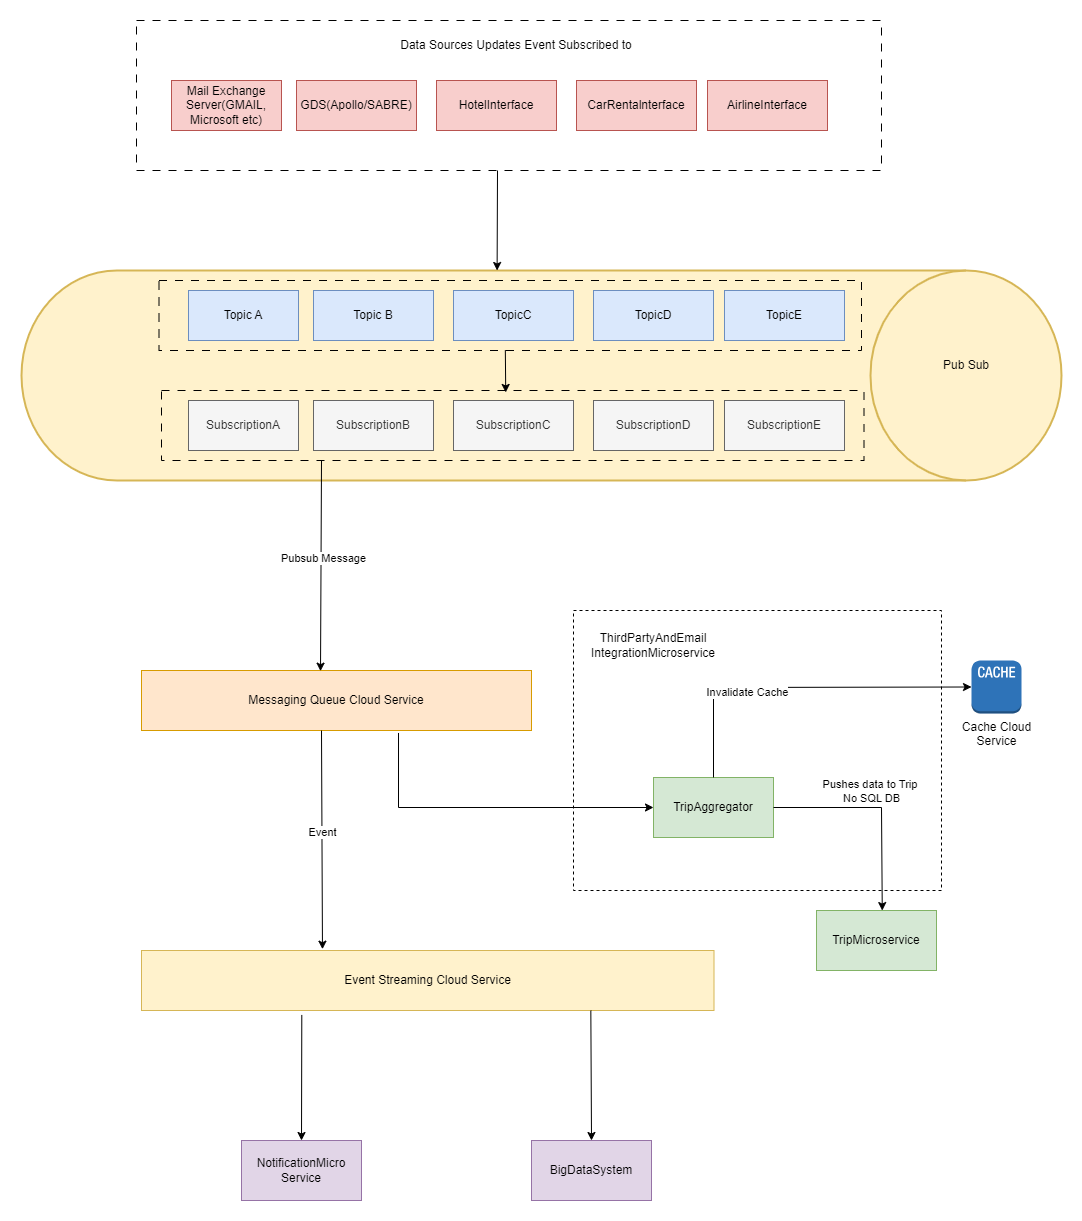 Data Sources Updates Event Subscribed to
Mail Exchange
Server(GMAIL,
Microsoft etc)
GDS(Apollo/SABRE)
HotelInterface
CarRentalnterface
AirlineInterface
Topic A
Topic B
TopicC
TopicD
TopicE
Pub Sub
SubscriptionA
SubscriptionB
SubscriptionC
SubscriptionD
SubscriptionE
Pubsub Message
ThirdPartyAndEmail
IntegrationMicroservice
CACHE
Invalidate Cache
Messaging Queue Cloud Service
Cache Cloud
Service
Pushes data to Trip
No SQL DB
TripAggregator
Event
TripMicroservice
Event Streaming Cloud Service
NotificationMicro
Service
BigDataSystem